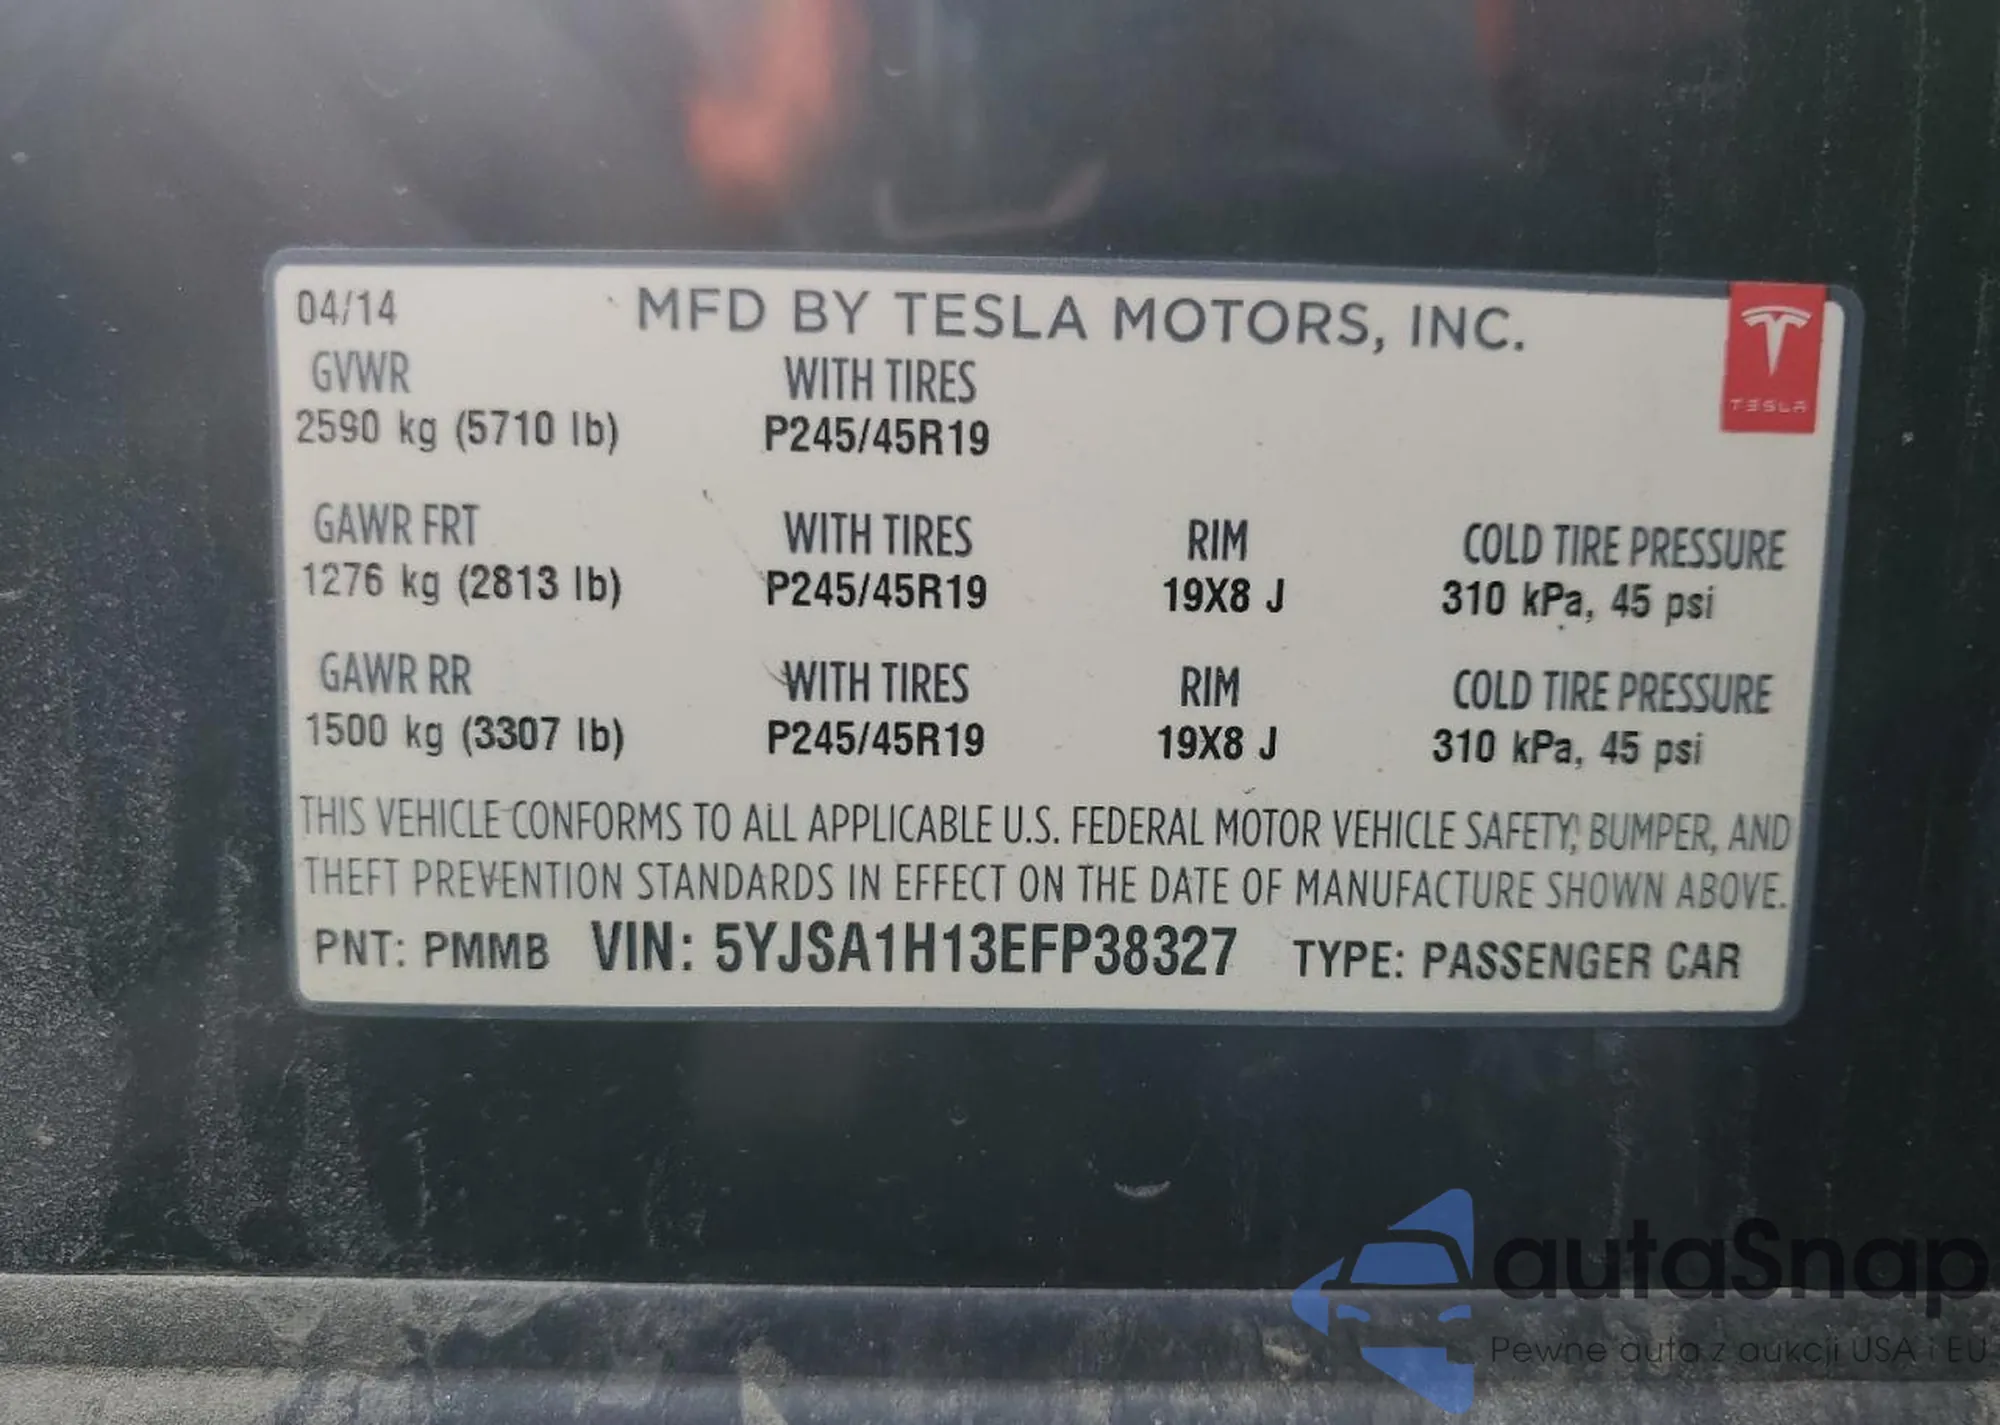 04/14 MFD BY TESLA MOTORS, INC.
TESLA
GVWR WITH TIRES
2590 kg (5710 lb) P245/45R19
GAWR FRT WITH TIRES RIM COLD TIRE PRESSURE
1276 kg (2813 lb) P245/45R19 19X8 J 310 kPa, 45 psi
GAWR RR WITH TIRES RIM COLD TIRE PRESSURE
1500 kg (3307 lb) P245/45R19 19X8 J 310 kPa, 45 psi
THIS VEHICLE CONFORMS TO ALL APPLICABLE U.S. FEDERAL MOTOR VEHICLE SAFETY, BUMPER, AND
THEFT PREVENTION STANDARDS IN EFFECT ON THE DATE OF MANUFACTURE SHOWN ABOVE.
PNT: PMMB VIN: 5YJSA1H13EFP38327 TYPE: PASSENGER CAR
autaSnap
Pewne auta z aukcji USA i EU